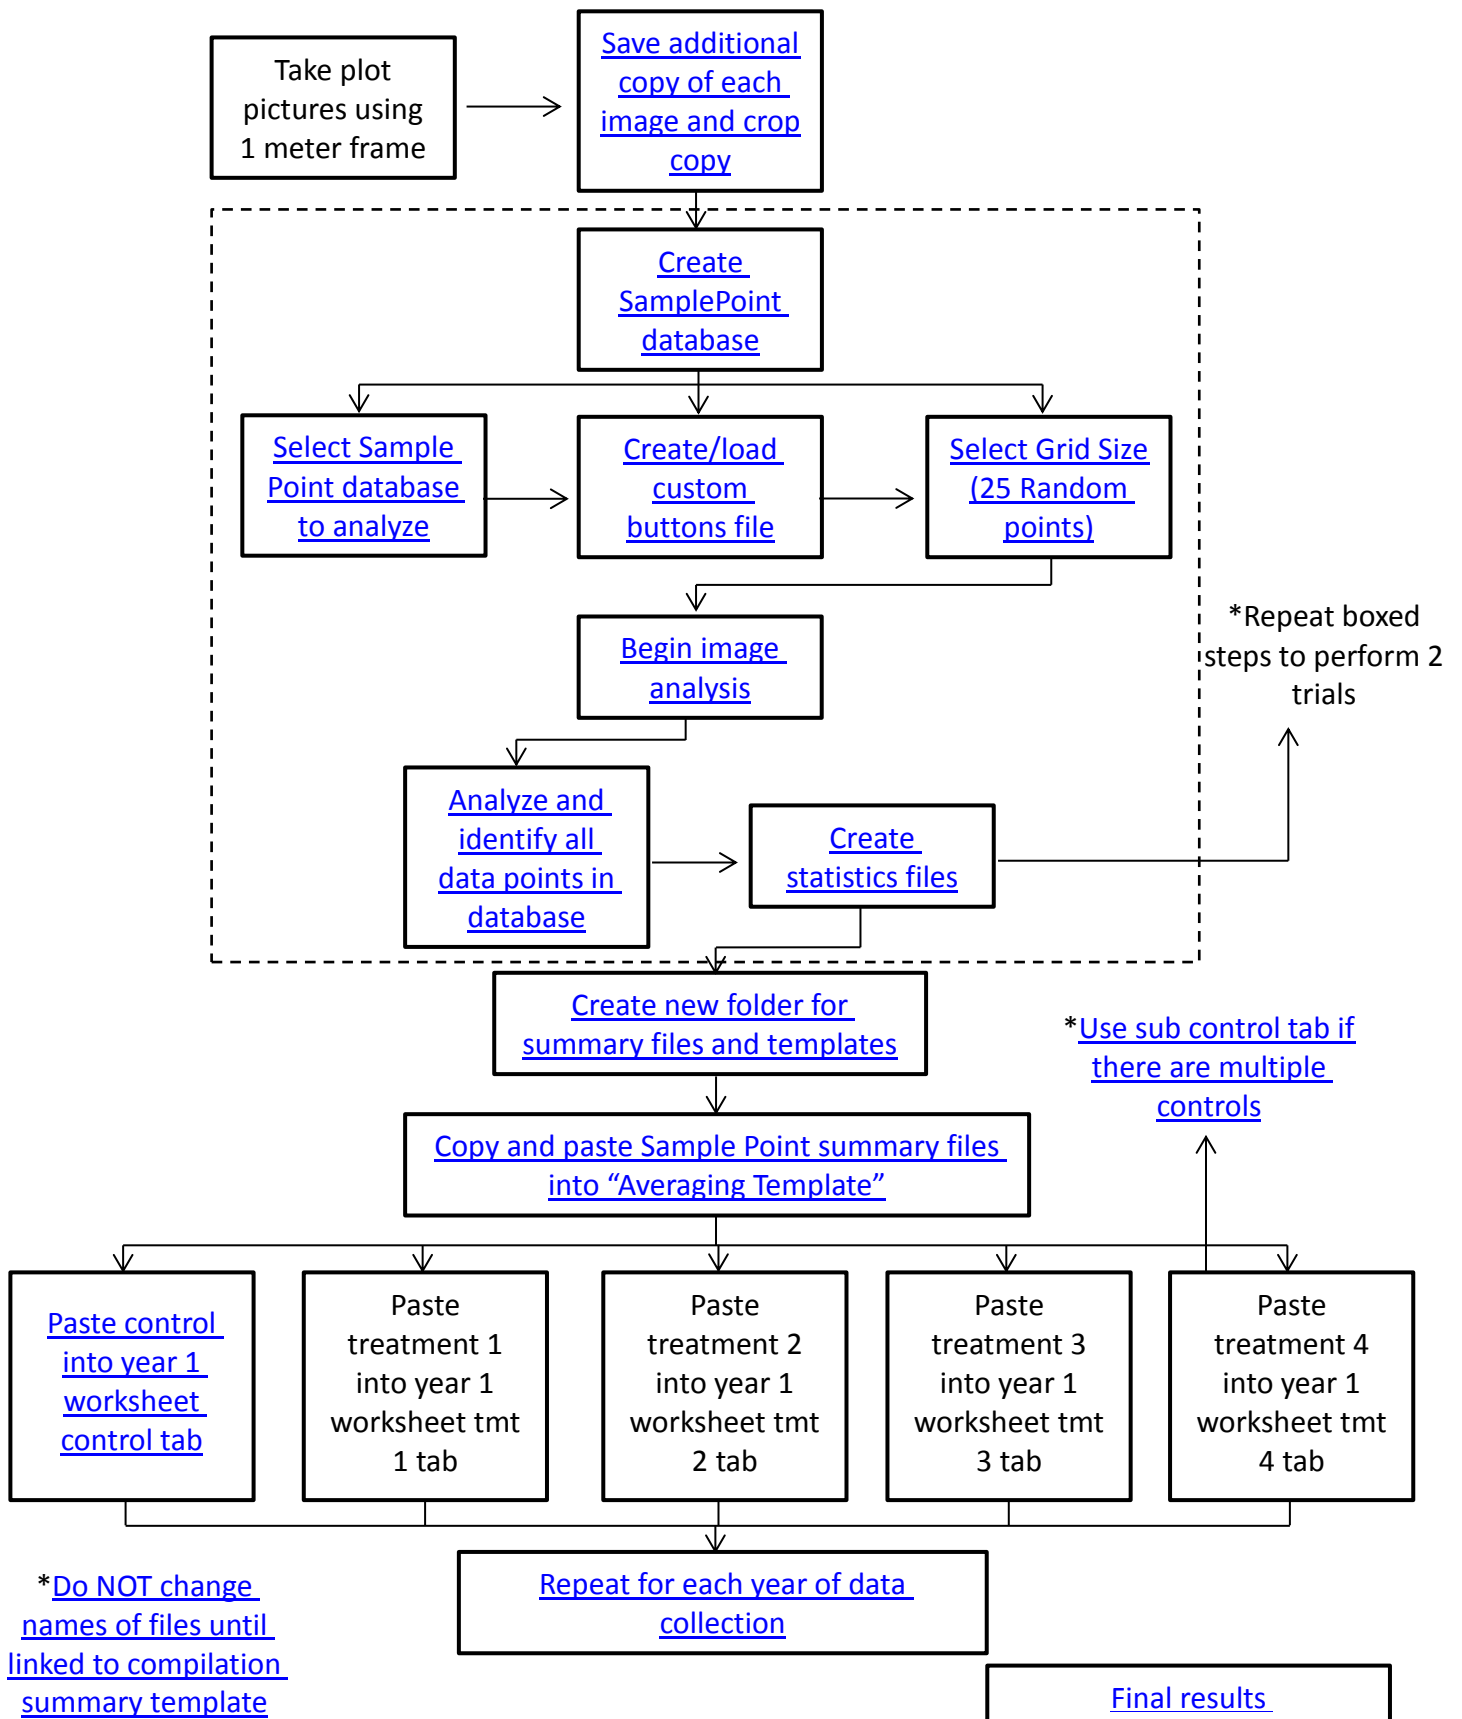 Take plot
pictures using
1 meter frame
Save additional
copy of each
image and crop
copy
Create
SamplePoint
database
Select Sample
Point database
to analyze
Create/load
custom
buttons file
Select Grid Size
(25 Random
points)
Begin image
analysis
*Repeat boxed
steps to perform 2
trials
Analyze and
identify all
data points in
database
Create
statistics files
Create new folder for
summary files and templates
*Use sub control tab if
there are multiple
controls
Copy and paste Sample Point summary files
into “Averaging Template”
Paste control
into year 1
worksheet
control tab
Paste
treatment 1
into year 1
worksheet tmt
1 tab
Paste
treatment 2
into year 1
worksheet tmt
2 tab
Paste
treatment 3
into year 1
worksheet tmt
3 tab
Paste
treatment 4
into year 1
worksheet tmt
4 tab
*Do NOT change
names of files until
linked to compilation
summary template
Repeat for each year of data
collection
Final results